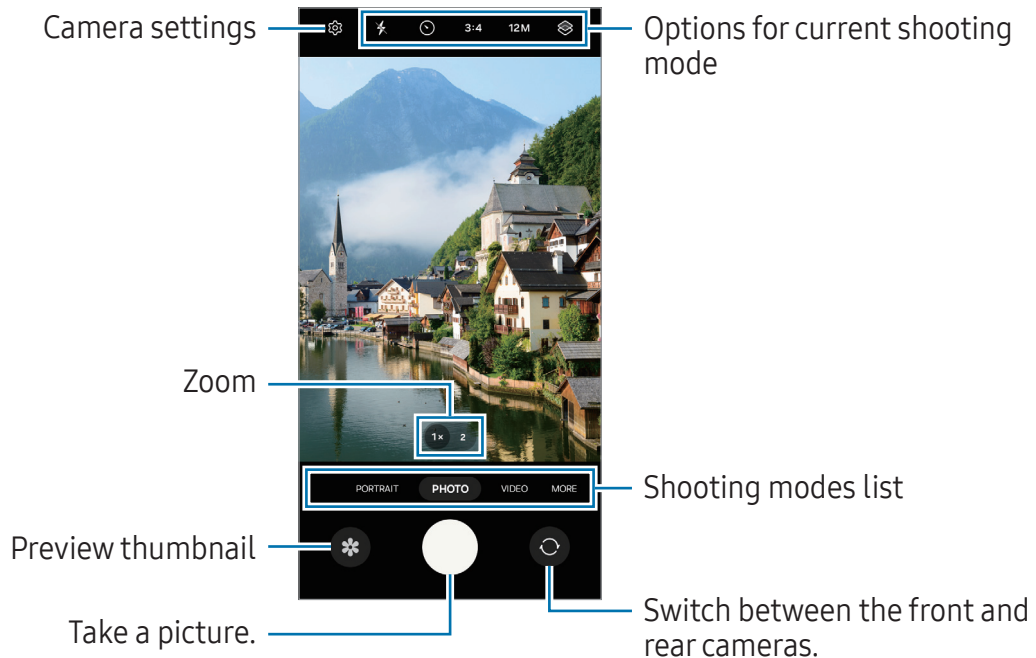 Camera settings
3:4 12M
Options for current shooting
mode
Zoom
1× 2
PORTRAIT PHOTO VIDEO MORE
Shooting modes list
Preview thumbnail
Take a picture.
Switch between the front and
rear cameras.